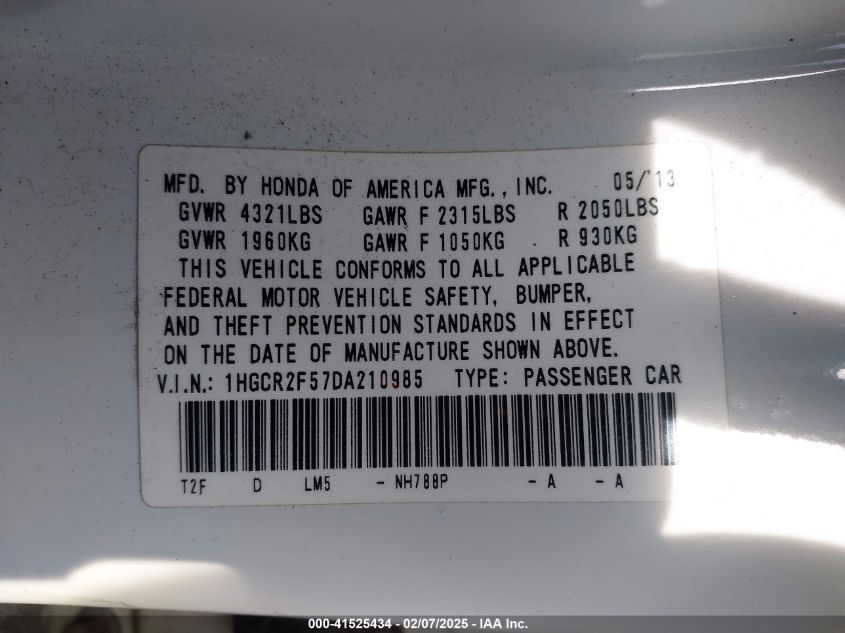 MFD. BY HONDA OF AMERICA MFG., INC. 05/'13
GVWR 4321LBS GAWR F 2315LBS R 2050LBS
GVWR 1960KG GAWR F 1050KG R 930KG
THIS VEHICLE CONFORMS TO ALL APPLICABLE
FEDERAL MOTOR VEHICLE SAFETY, BUMPER,
AND THEFT PREVENTION STANDARDS IN EFFECT
ON THE DATE OF MANUFACTURE SHOWN ABOVE.
V.I.N.: 1HGCR2F57DA210985 TYPE: PASSENGER CAR
T2F D LM5 - NH788P - A - A
000-41525434 - 02/07/2025 - IAA Inc.